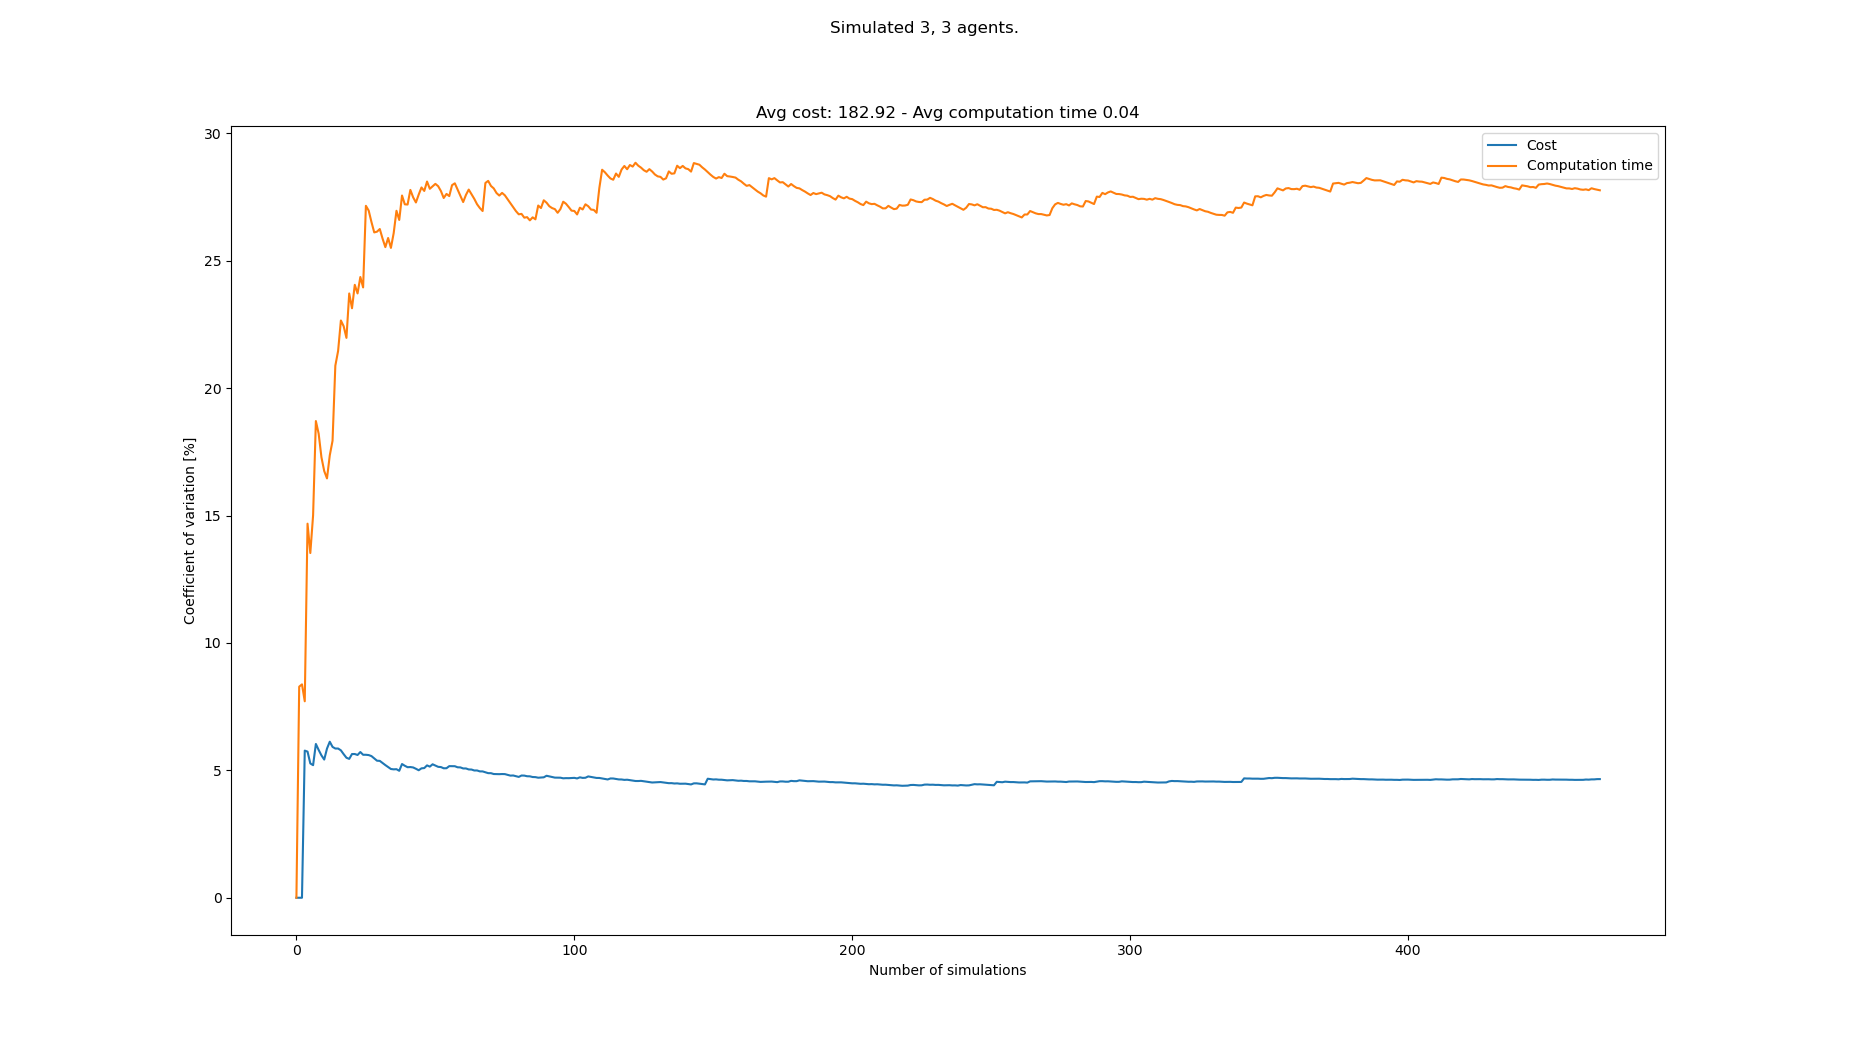 Simulated 3, 3 agents.
Avg cost: 182.92 - Avg computation time 0.04
Cost
Computation time
30
25
20
15
10
5
0
Coefficient of variation [%]
0
100
200
300
400
Number of simulations